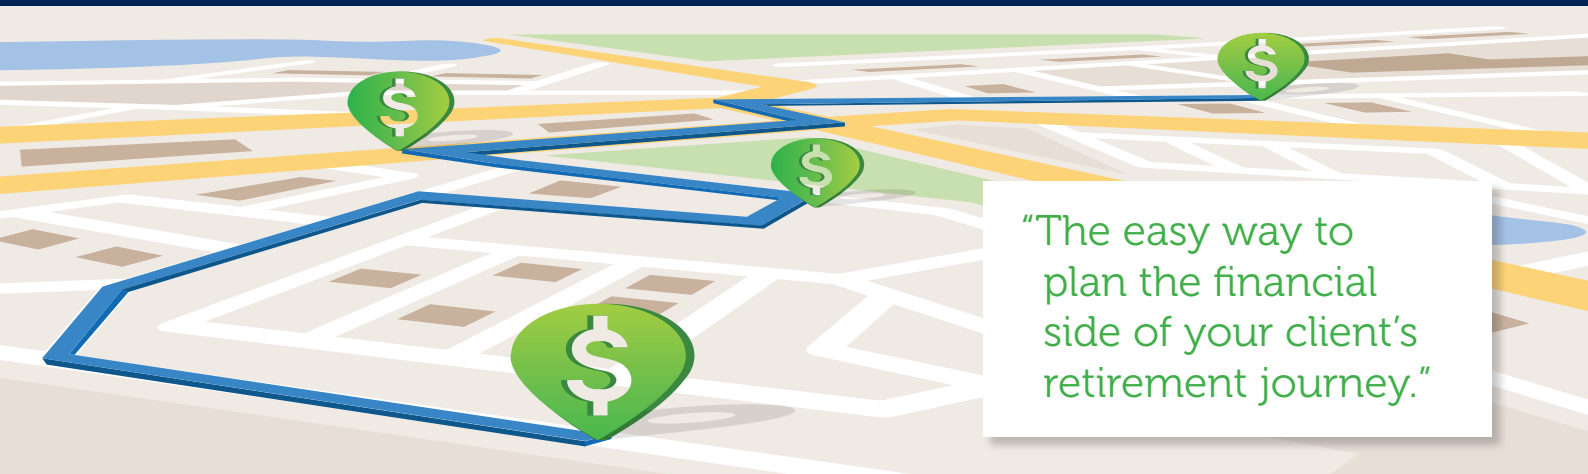 “The easy way to
plan the financial
side of your client’s
retirement journey.”
$
$
$
$